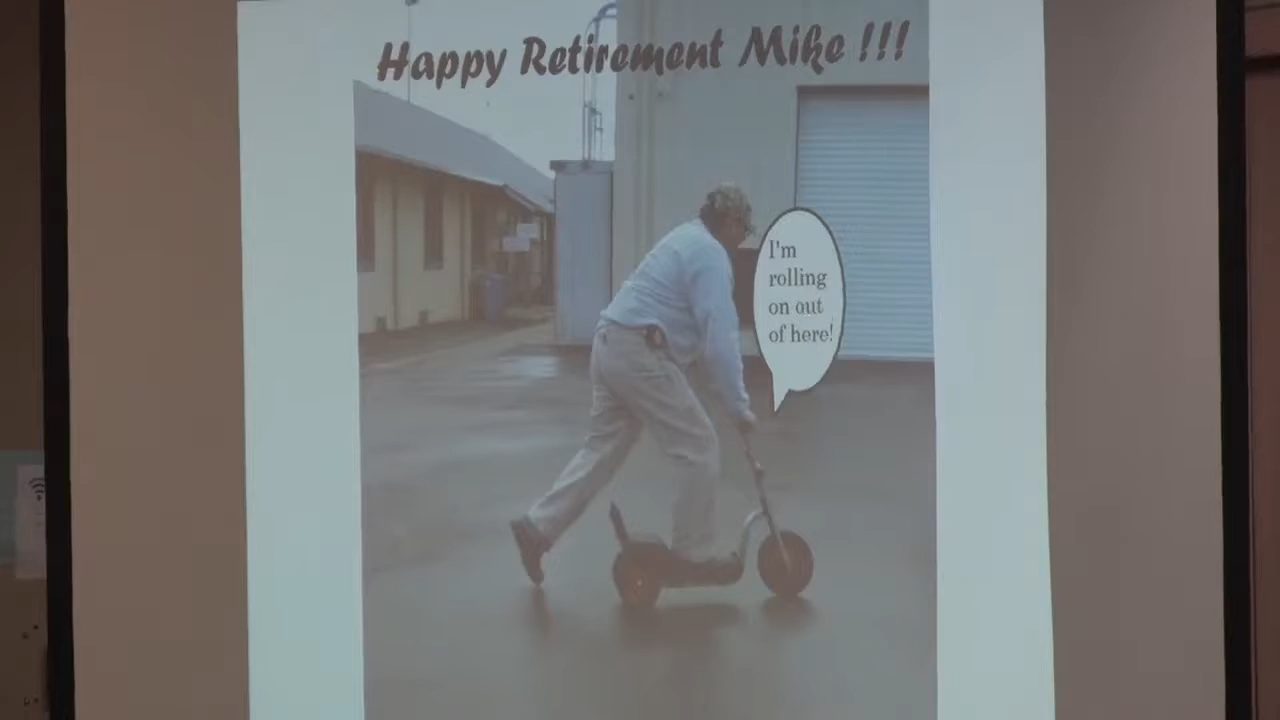 Happy Retirement Mike !!!
I'm
rolling
on out
of here!